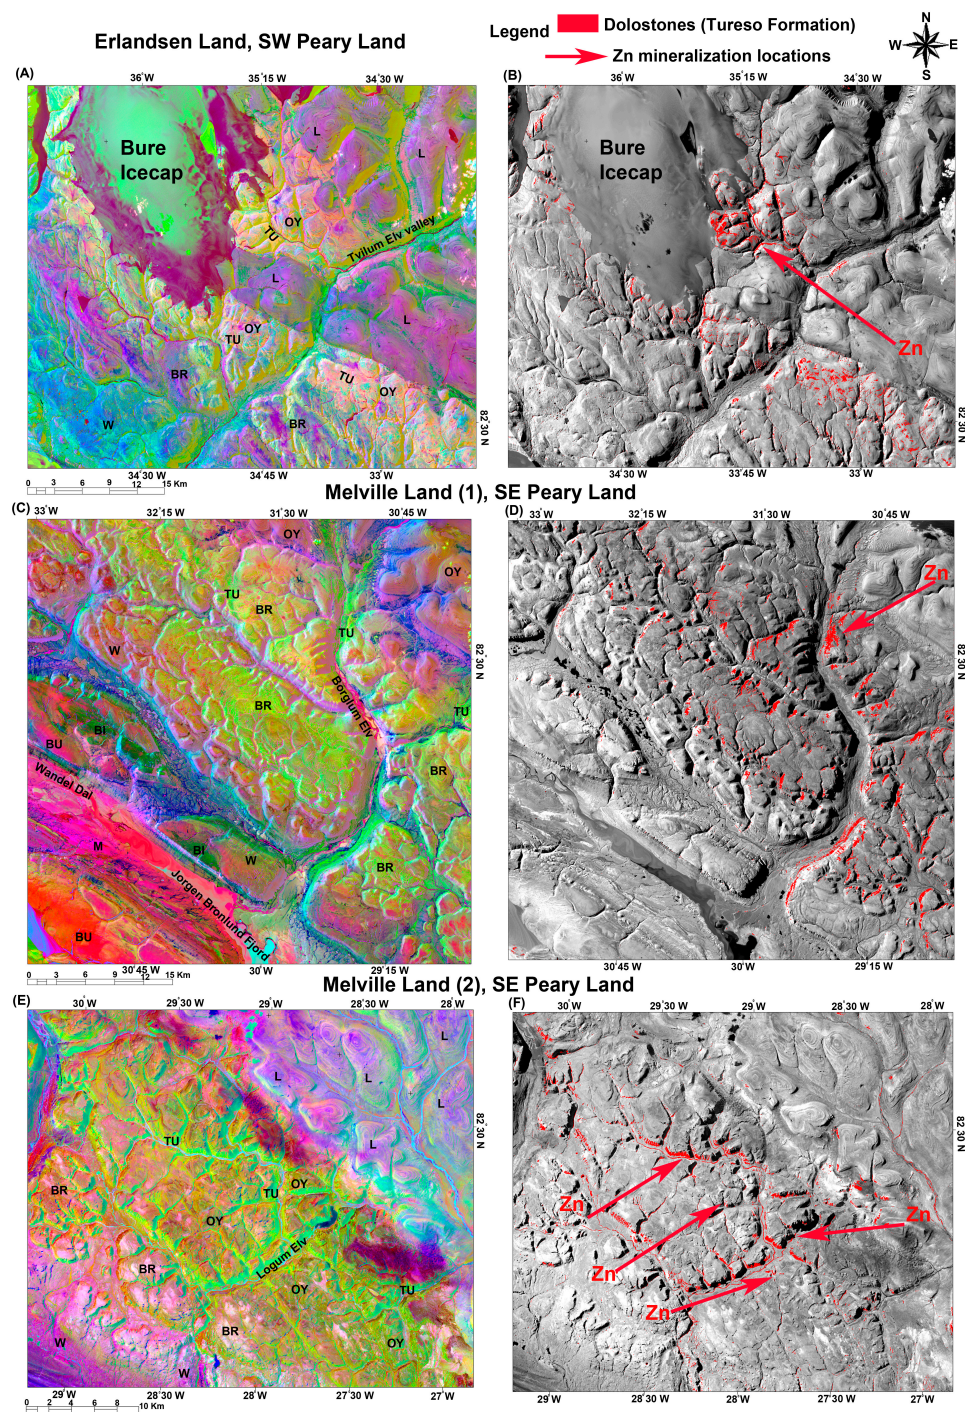 Erlandsen Land, SW Peary Land
Legend
Dolostones (Tureso Formation)
Zn mineralization locations
N
W
E
S
(A)
36°W
35°15 W
34°30 W
Bure
Icecap
L
L
OY
TU
Tvilum Elv valley
L
L
OY
TU
TU
OY
BR
W
BR
82°30 N
34°30 W
34°45 W
33°W
0 3 6 9 12 15 Km
(B)
36°W
35°15 W
34°30 W
Bure
Icecap
Zn
34°30 W
33°45 W
33°W
Melville Land (1), SE Peary Land
(C)
33°W
32°15 W
31°30 W
30°45 W
OY
OY
TU
BR
TU
W
BR
Borglum Elv
TU
BI
BU
Wandel Dal
BR
M
BI
W
BR
Jorgen Bronlund Fjord
BU
82°30 N
30°45 W
30°W
29°15 W
0 3 6 9 12 15 Km
(D)
33°W
32°15 W
31°30 W
30°45 W
Zn
82°30 N
30°45 W
30°W
29°15 W
Melville Land (2), SE Peary Land
(E)
30°W
29°30 W
29°W
28°30 W
L
L
L
L
L
L
TU
OY
TU
BR
OY
Logum Elv
BR
OY
TU
BR
OY
W
W
82°30 N
29°W
28°30 W
28°W
27°30 W
27°W
0 2 4 6 8 10 Km
(F)
30°W
29°30 W
29°W
28°30 W
28°W
Zn
Zn
Zn
Zn
82°30 N
29°W
28°30 W
28°W
27°30 W
27°W